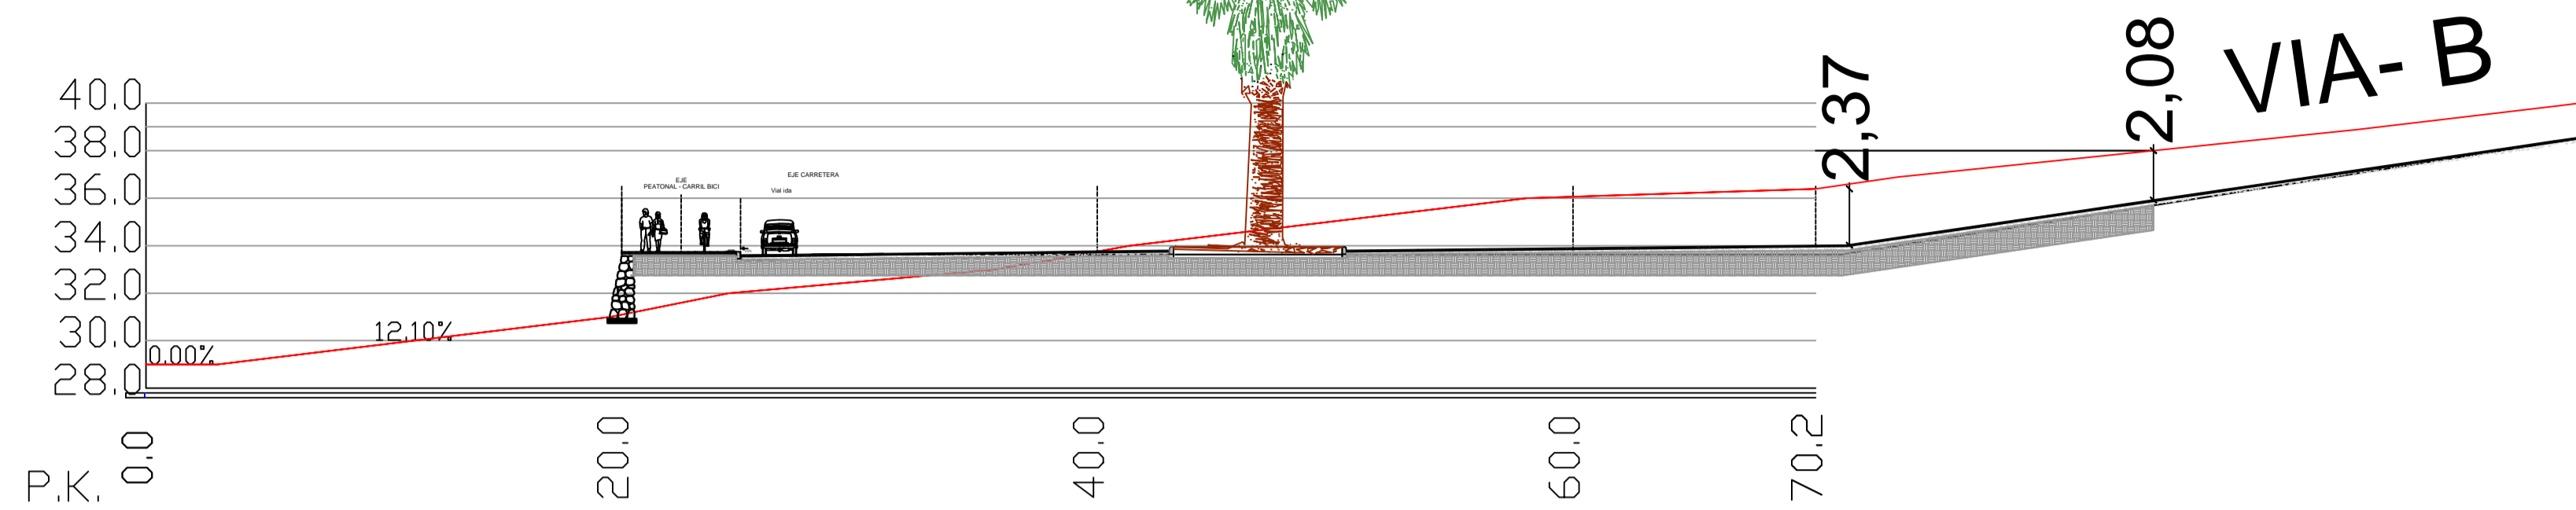 VIA- B
2,08
2,37
40.0
38.0
36.0
34.0
32.0
30.0
28.0
EJE
PEATONAL - CARRIL BICI
EJE CARRETERA
Vial ida
12.10%
0.00%
P.K.
0.0
20.0
40.0
60.0
70.2